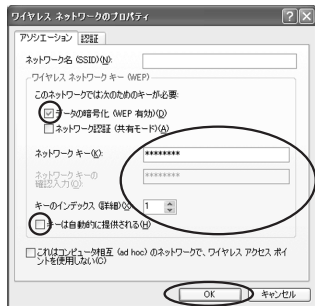 ワイヤレス ネットワークのプロパティ
アソシエーション 認証
ネットワーク名 (SSID)(N):
ワイヤレス ネットワーク キー (WEP)
このネットワークでは次のためのキーが必要:
データの暗号化 (WEP 有効)(D)
ネットワーク認証 (共有モード)(A)
ネットワーク キー(K): ********
ネットワーク キーの
確認入力(O): ********
キーのインデックス (詳細)(X): 1
キーは自動的に提供される(H)
これはコンピュータ相互 (ad hoc) のネットワークで、ワイヤレス アクセス ポイ
ントを使用しない(C)
OK キャンセル